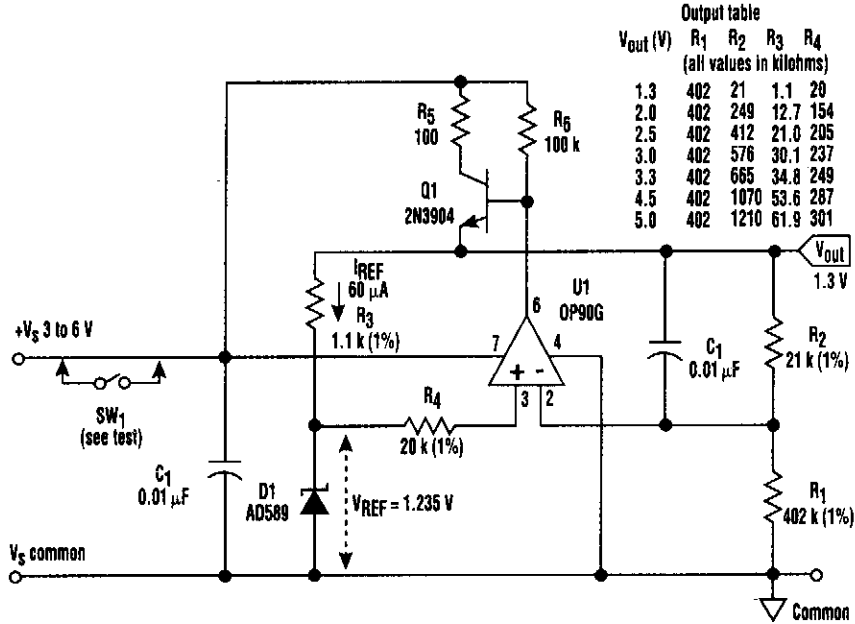 Output table
Vout (V) R1 R2 R3 R4
(all values in kilohms)
1.3 402 21 1.1 20
2.0 402 249 12.7 154
2.5 402 412 21.0 205
3.0 402 576 30.1 237
3.3 402 665 34.8 249
4.5 402 1070 53.6 287
5.0 402 1210 61.9 301
R5
100
R6
100 k
Q1
2N3904
Vout
1.3 V
IREF
60 µA
R3
1.1 k (1%)
U1
OP90G
6
7
4
+
-
3
2
+Vs 3 to 6 V
SW1
(see test)
C1
0.01 µF
R2
21 k (1%)
R4
20 k (1%)
C1
0.01 µF
D1
AD589
VREF = 1.235 V
R1
402 k (1%)
Vs common
Common